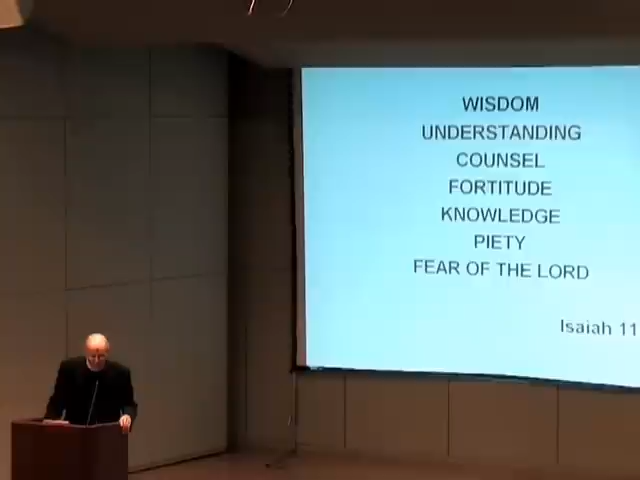 WISDOM
UNDERSTANDING
COUNSEL
FORTITUDE
KNOWLEDGE
PIETY
FEAR OF THE LORD
Isaiah 11